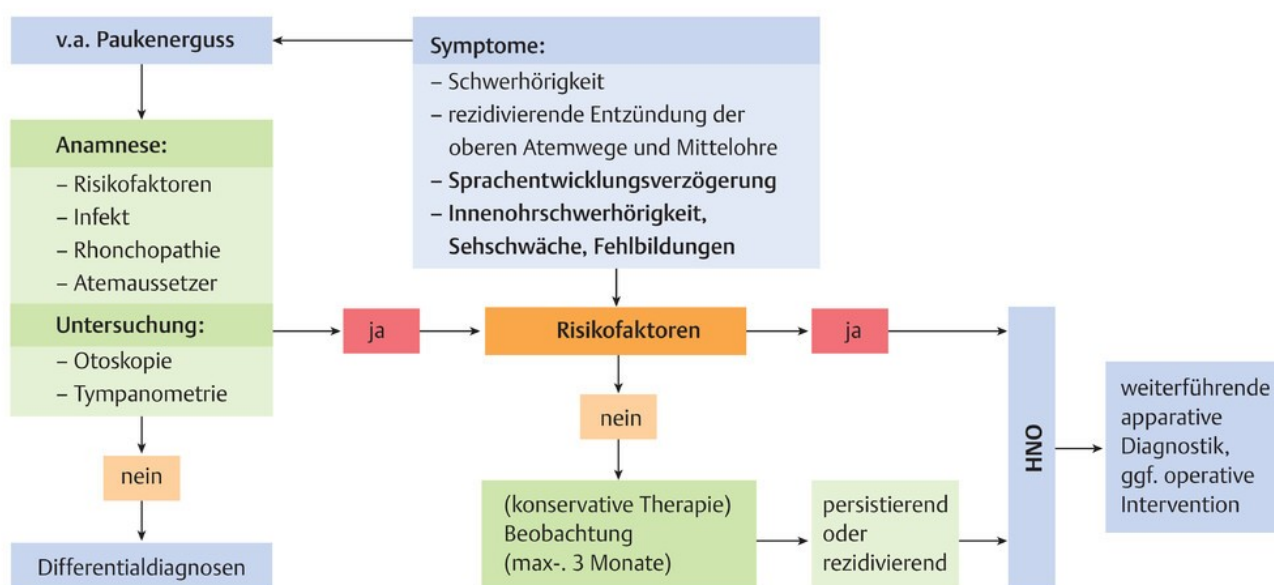 v.a. Paukenerguss
Symptome:
– Schwerhörigkeit
– rezidivierende Entzündung der
oberen Atemwege und Mittelohre
– Sprachentwicklungsverzögerung
– Innenohrschwerhörigkeit,
Sehschwäche, Fehlbildungen
Anamnese:
– Risikofaktoren
– Infekt
– Rhonchopathie
– Atemaussetzer
Untersuchung:
– Otoskopie
– Tympanometrie
ja
Risikofaktoren
ja
nein
nein
Differentialdiagnosen
(konservative Therapie)
Beobachtung
(max-. 3 Monate)
persistierend
oder
rezidivierend
HNO
weiterführende
apparative
Diagnostik,
ggf. operative
Intervention